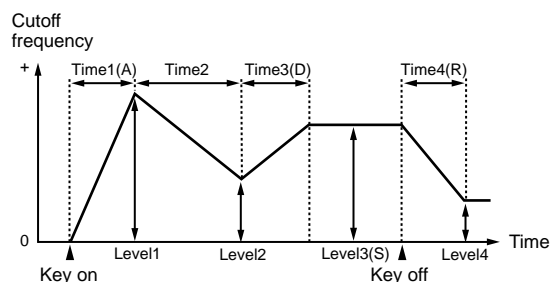 Cutoff
frequency
+
Time1(A)
Time2
Time3(D)
Time4(R)
0
Level1
Level2
Level3(S)
Level4
Time
Key on
Key off